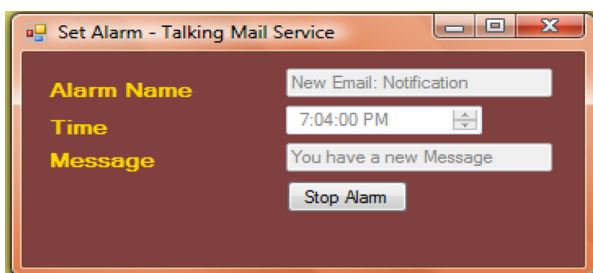 Set Alarm - Talking Mail Service
Alarm Name New Email: Notification
Time 7:04:00 PM
Message You have a new Message
Stop Alarm